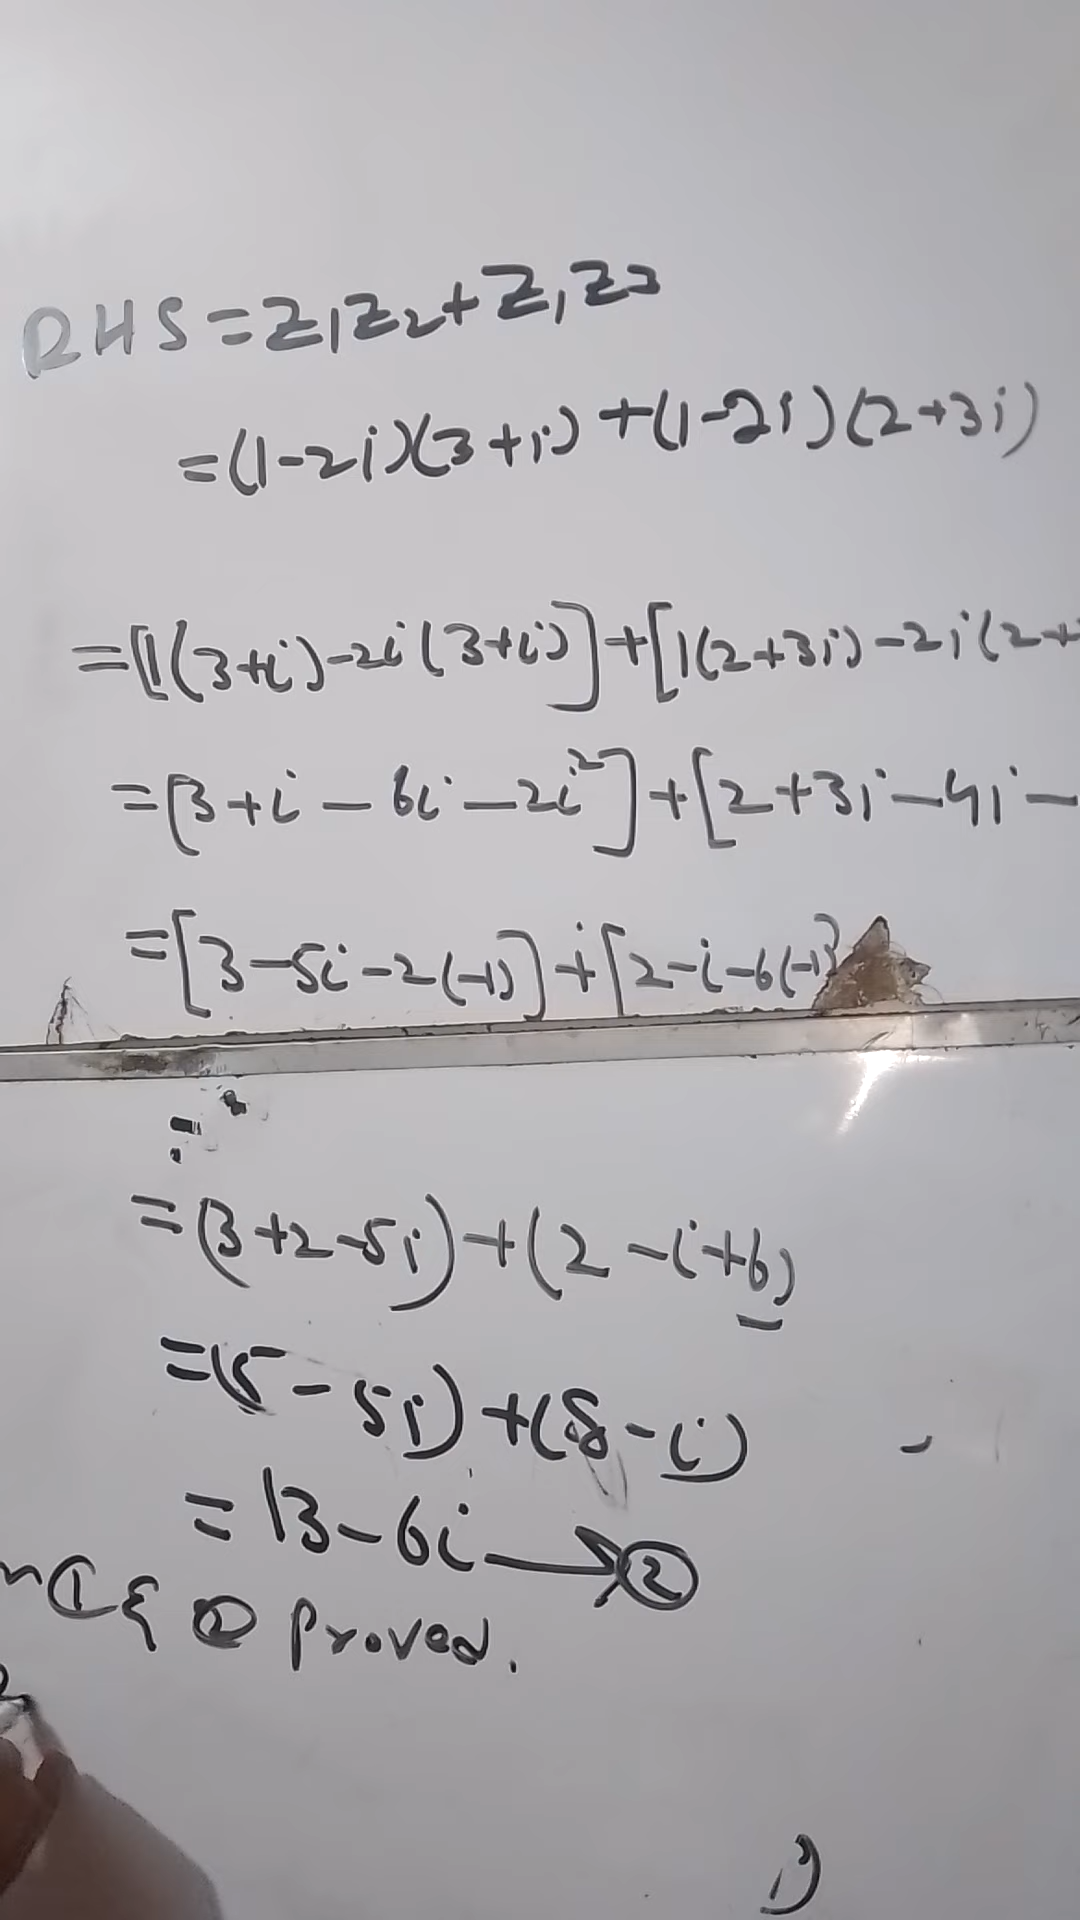 RHS = Z₁Z₂ + Z₁Z₃
= (1-2i)(3+i) + (1-2i)(2+3i)
= [1(3+i) -2i(3+i)] + [1(2+3i) -2i(2+
= [3+i - 6i - 2i²] + [2+3i - 4i -
= [3-5i-2(-1)] + [2-i-6(-1)
= (3+2-5i) + (2-i+6)
= (5-5i) + (8-i)
= 13-6i → ②
① & ② proved.